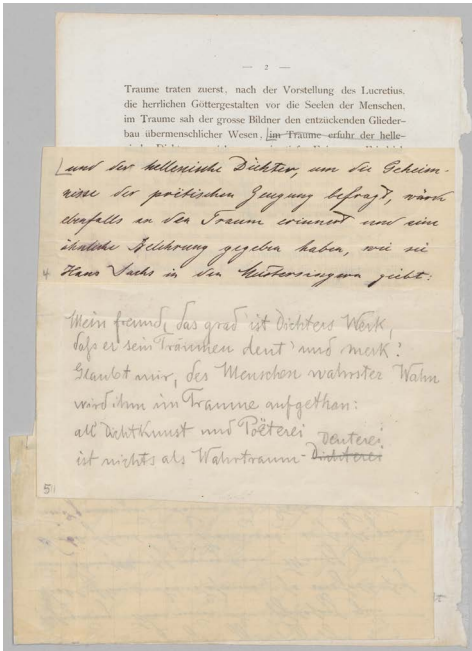 — 2 —
Traume traten zuerst, nach der Vorstellung des Lucretius,
die herrlichen Göttergestalten vor die Seelen der Menschen,
im Traume sah der grosse Bildner den entzückenden Glieder-
bau übermenschlicher Wesen, im Traume erfuhr der helle-
und der hellenische Dichter, um die Geheim-
nisse der poëtischen Zeugung befragt, würde
ebenfalls an den Traum erinnert und eine
ähnliche Belehrung gegeben haben, wie sie
Hans Sachs in den Meistersingern giebt:
Mein Freund, das grad' ist Dichters Werk,
daß er sein Träumen deut' und merk'.
Glaubt mir, des Menschen wahrster Wahn
wird ihm im Traume aufgethan:
all Dichtkunst und Poëterei
Deuterei
ist nichts als Wahrtraum-Dichterei
5